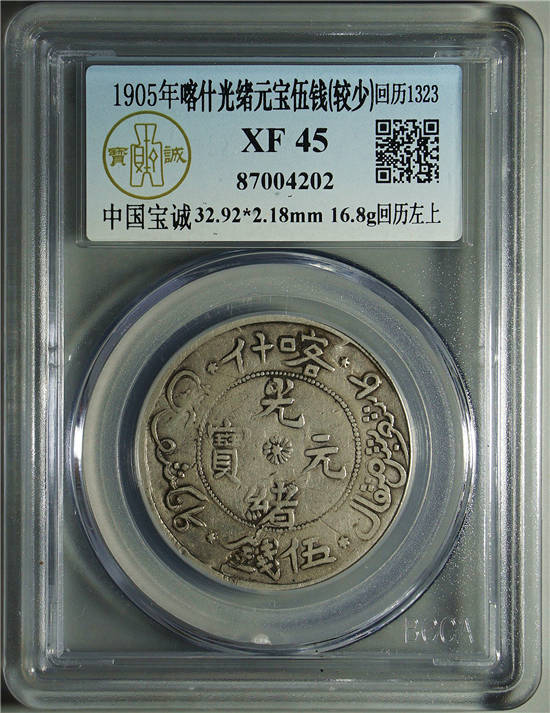 1905年喀什光绪元宝伍钱(较少)回历1323
寶 誠
XF 45
87004202
中国宝诚 32.92*2.18mm 16.8g回历左上
喀什
光
寶 元
緒
伍錢
BCCA